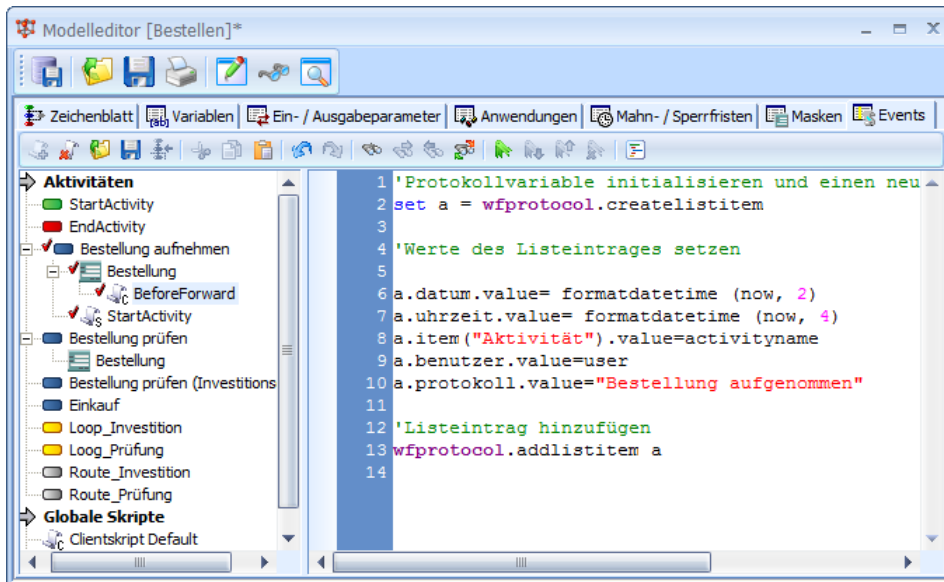 Modelleditor [Bestellen]*
Zeichenblatt Variablen Ein- / Ausgabeparameter Anwendungen Mahn- / Sperrfristen Masken Events
Aktivitäten
StartActivity
EndActivity
Bestellung aufnehmen
Bestellung
BeforeForward
StartActivity
Bestellung prüfen
Bestellung
Bestellung prüfen (Investitions
Einkauf
Loop_Investition
Loog_Prüfung
Route_Investition
Route_Prüfung
Globale Skripte
Clientskript Default
1 'Protokollvariable initialisieren und einen neu
2 set a = wfprotocol.createlistitem
3
4 'Werte des Listeintrages setzen
5
6 a.datum.value= formatdatetime (now, 2)
7 a.uhrzeit.value= formatdatetime (now, 4)
8 a.item("Aktivität").value=activityname
9 a.benutzer.value=user
10 a.protokoll.value="Bestellung aufgenommen"
11
12 'Listeintrag hinzufügen
13 wfprotocol.addlistitem a
14